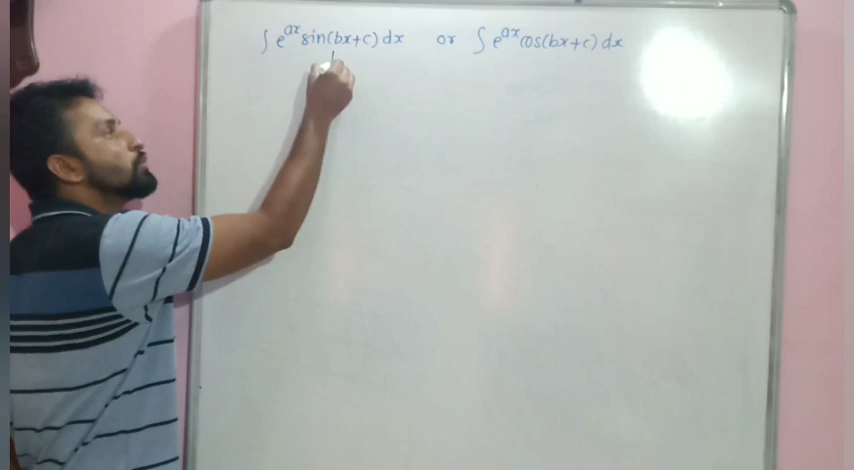 ∫ e^{ax} sin(bx+c) dx or ∫ e^{ax} cos(bx+c) dx